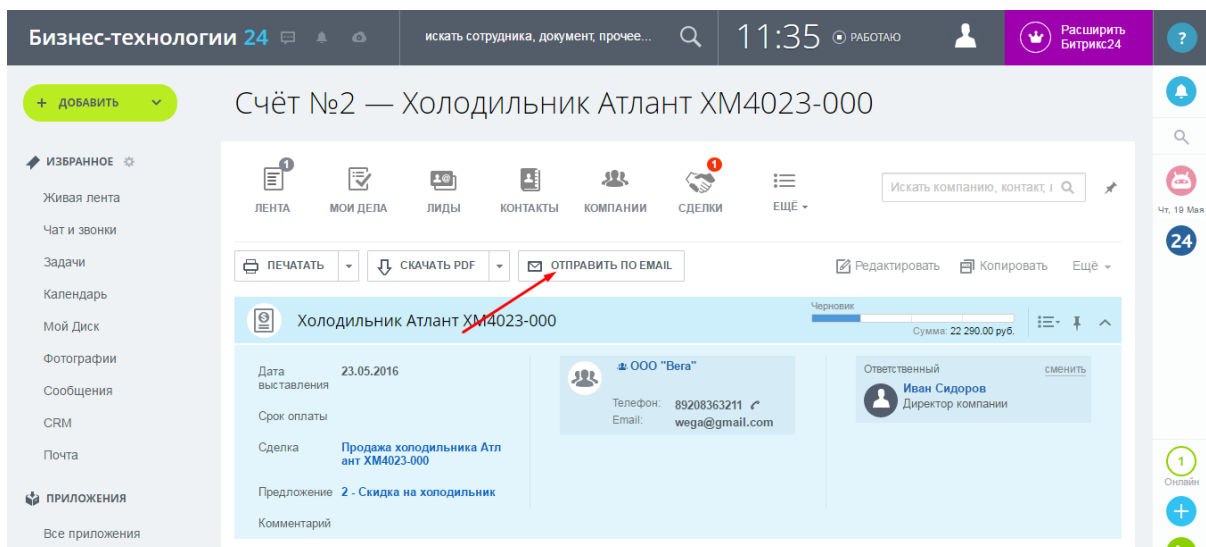 Бизнес-технологии 24
искать сотрудника, документ, прочее...
11:35
РАБОТАЮ
Расширить
Битрикс24
?
+ ДОБАВИТЬ
Счёт №2 — Холодильник Атлант XM4023-000
ИЗБРАННОЕ
Живая лента
Чат и звонки
Задачи
Календарь
Мой Диск
Фотографии
Сообщения
CRM
Почта
ПРИЛОЖЕНИЯ
Все приложения
1
ЛЕНТА
МОИ ДЕЛА
ЛИДЫ
КОНТАКТЫ
КОМПАНИИ
1
СДЕЛКИ
ЕЩЁ
Искать компанию, контакт,
ПЕЧАТАТЬ
СКАЧАТЬ PDF
ОТПРАВИТЬ ПО EMAIL
Редактировать
Копировать
Ещё
Холодильник Атлант XM4023-000
Черновик
Сумма: 22 290.00 руб.
Дата
выставления
23.05.2016
Срок оплаты
Сделка
Продажа холодильника Атл
ант XM4023-000
Предложение
2 - Скидка на холодильник
Комментарий
ООО "Вега"
Телефон: 89208363211
Email: wega@gmail.com
Ответственный
сменить
Иван Сидоров
Директор компании
Чт, 19 Мая
24
1
Онлайн